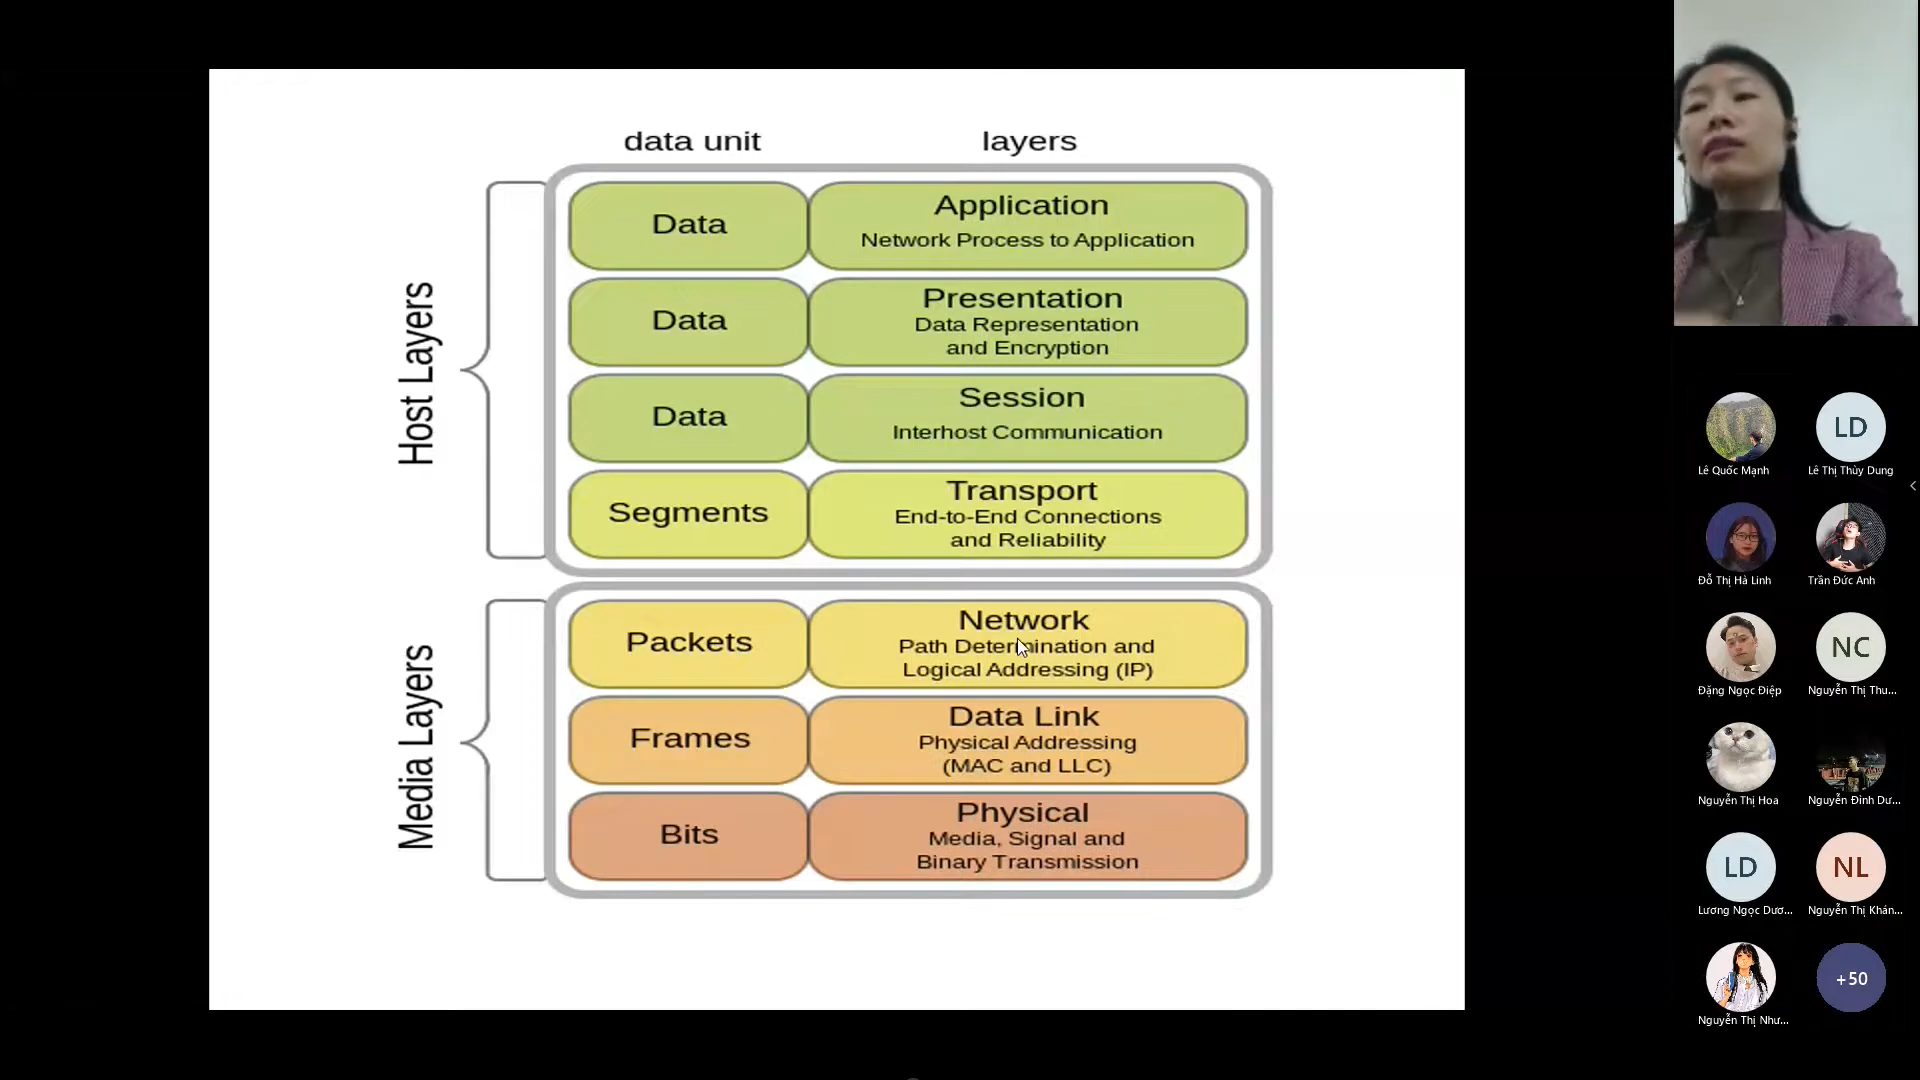 data unit
layers
Host Layers
Data
Application
Network Process to Application
Data
Presentation
Data Representation
and Encryption
Data
Session
Interhost Communication
Segments
Transport
End-to-End Connections
and Reliability
Media Layers
Packets
Network
Path Determination and
Logical Addressing (IP)
Frames
Data Link
Physical Addressing
(MAC and LLC)
Bits
Physical
Media, Signal and
Binary Transmission
Lê Quốc Mạnh
LD
Lê Thị Thùy Dung
Đỗ Thị Hà Linh
Trần Đức Anh
Đặng Ngọc Điệp
NC
Nguyễn Thị Thu...
Nguyễn Thị Hoa
Nguyễn Đình Dư...
LD
Lương Ngọc Dươ...
NL
Nguyễn Thị Khán...
Nguyễn Thị Như...
+50